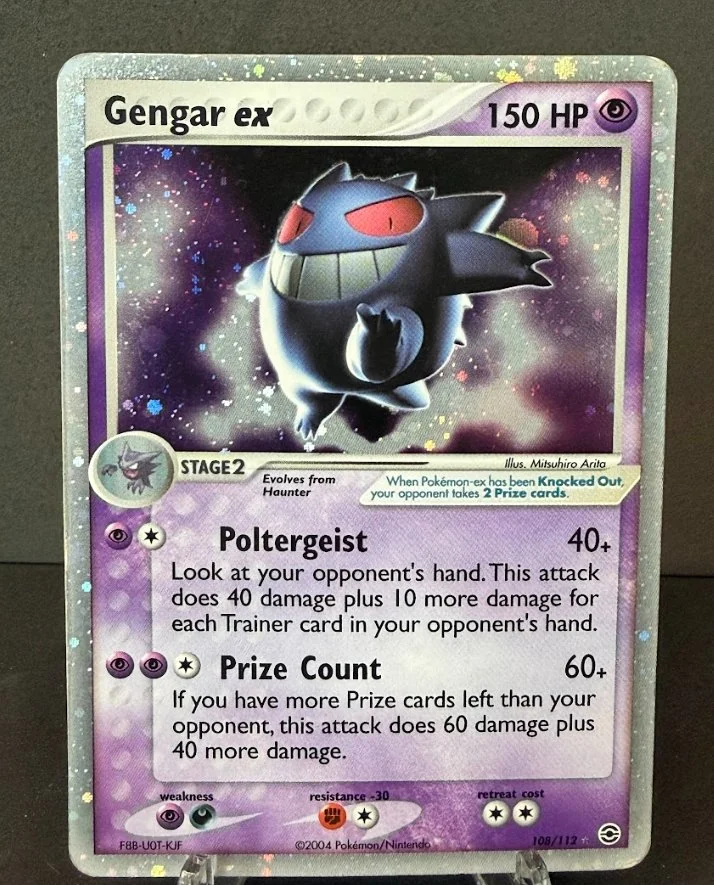 Gengar ex 150 HP
STAGE2
Illus. Mitsuhiro Arita
Evolves from
Haunter
When Pokémon-ex has been Knocked Out,
your opponent takes 2 Prize cards.
Poltergeist 40+
Look at your opponent's hand. This attack
does 40 damage plus 10 more damage for
each Trainer card in your opponent's hand.
Prize Count 60+
If you have more Prize cards left than your
opponent, this attack does 60 damage plus
40 more damage.
weakness resistance -30 retreat cost
F8B-U0T-KJF ©2004 Pokémon/Nintendo 108/112